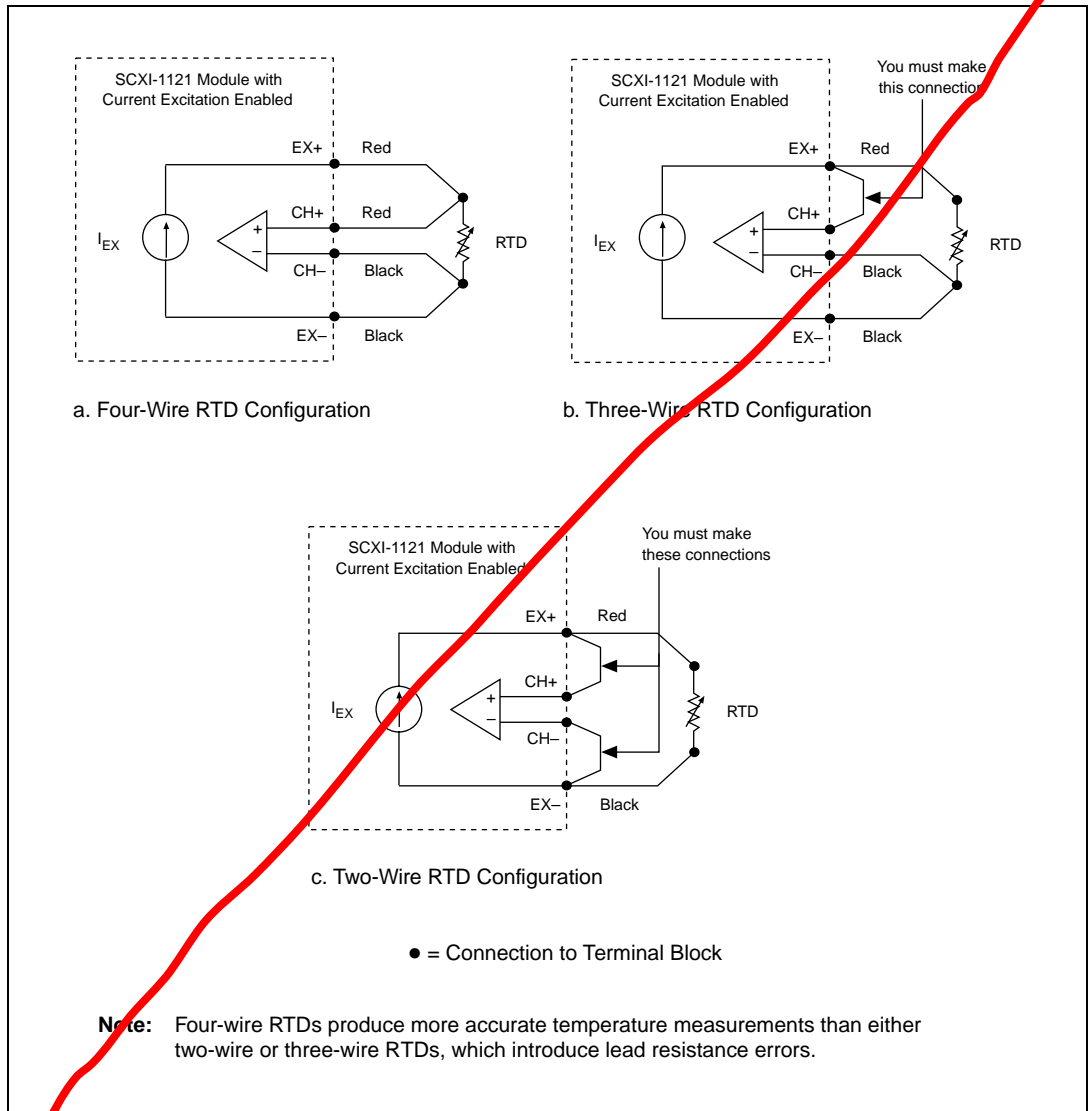 SCXI-1121 Module with
Current Excitation Enabled
EX+
Red
CH+
Red
I_EX
+
–
RTD
CH–
Black
EX–
Black
a. Four-Wire RTD Configuration
SCXI-1121 Module with
Current Excitation Enabled
You must make
this connection
EX+
Red
CH+
I_EX
+
–
RTD
CH–
Black
EX–
Black
b. Three-Wire RTD Configuration
SCXI-1121 Module with
Current Excitation Enabled
You must make
these connections
EX+
Red
CH+
I_EX
+
–
RTD
CH–
EX–
Black
c. Two-Wire RTD Configuration
● = Connection to Terminal Block
Note: Four-wire RTDs produce more accurate temperature measurements than either
two-wire or three-wire RTDs, which introduce lead resistance errors.